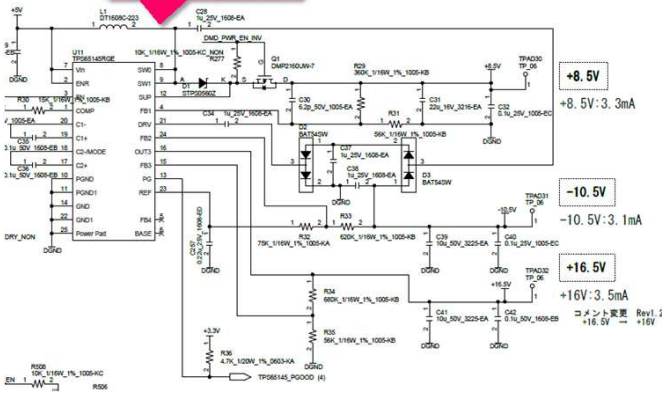 +5V
L1
DT1608C-223
C28
1u_25V_1608-EA
DMD_PWR_EN_INV
U11
TPS65145RGE
10K_1/16W_1%_1005-KC_NON
R277
Q1
DMP2160UW-7
Vin
ENR
EN
COMP
C1-
C1+
C2-/MODE
C2+
PGND
PGND1
GND
GND1
Power Pad
SW0
SW1
SUP
FB1
DRV
FB2
OUT3
FB3
PG
REF
FB4
BASE
D1
STPS0560Z
R29
360K_1/16W_1%_1005-KB
+8.5V
TPAD30
TP_06
+8.5V
+8.5V:3.3mA
R30
15K_1/16W_1%_1005-KB
C30
5.2p_50V_1005-EA
C31
22u_16V_3216-EA
C32
0.1u_25V_1005-EC
R31
56K_1/16W_1%_1005-KB
C34
1u_25V_1608-EA
C35
0.1u_50V_1608-EB
C36
0.1u_50V_1608-EB
D2
BAT54SW
C37
1u_25V_1608-EA
C38
1u_25V_1608-EA
D3
BAT54SW
DGND
-10.5V
TPAD31
TP_06
-10.5V
-10.5V:3.1mA
C257
0.22u_25V_1608-ED
R32
75K_1/16W_1%_1005-KA
R33
620K_1/16W_1%_1005-KB
C39
10u_50V_3225-EA
C40
0.1u_25V_1005-EC
DRY_NON
DGND
+16.5V
TPAD32
TP_06
+16.5V
+16V:3.5mA
コメント変更 Rev1.2
+16.5V → +16V
R34
680K_1/16W_1%_1005-KB
R35
56K_1/16W_1%_1005-KB
C41
10u_50V_3225-EA
C42
0.1u_50V_1608-EB
DGND
+3.3V
R36
4.7K_1/20W_1%_0603-KA
TPS65145_PGOOD (4)
R508
10K_1/16W_1%_1005-KC
R506